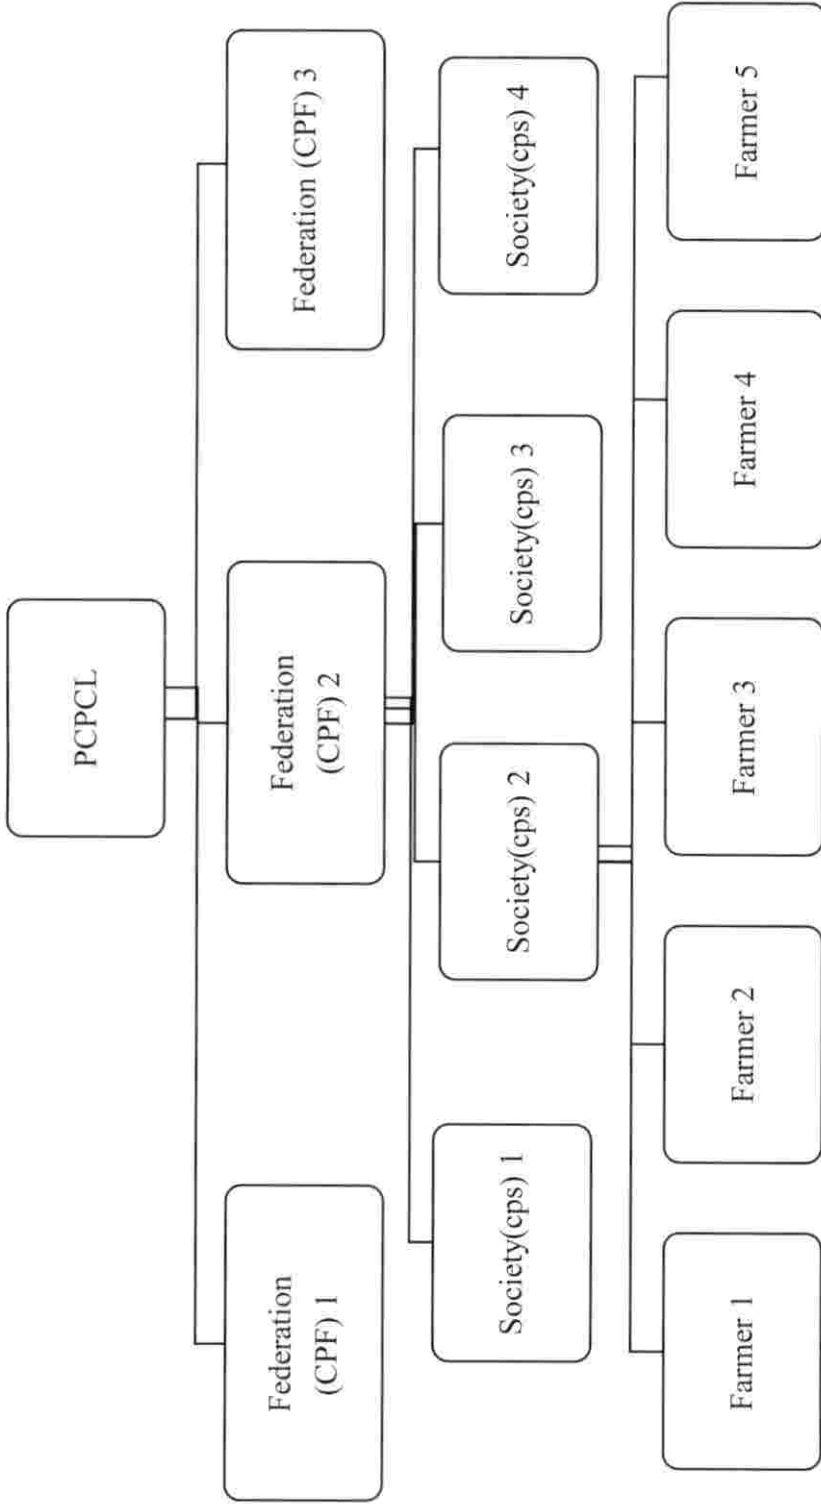 PCPCL
Federation
(CPF) 1
Federation
(CPF) 2
Federation (CPF) 3
Society(cps) 1
Society(cps) 2
Society(cps) 3
Society(cps) 4
Farmer 1
Farmer 2
Farmer 3
Farmer 4
Farmer 5